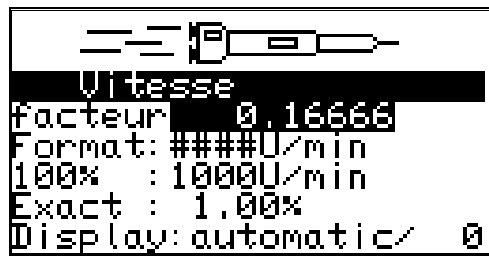 Vitesse
facteur 0.16666
Format: ####U/min
100% :1000U/min
Exact : 1.00%
Display:automatic/ 0